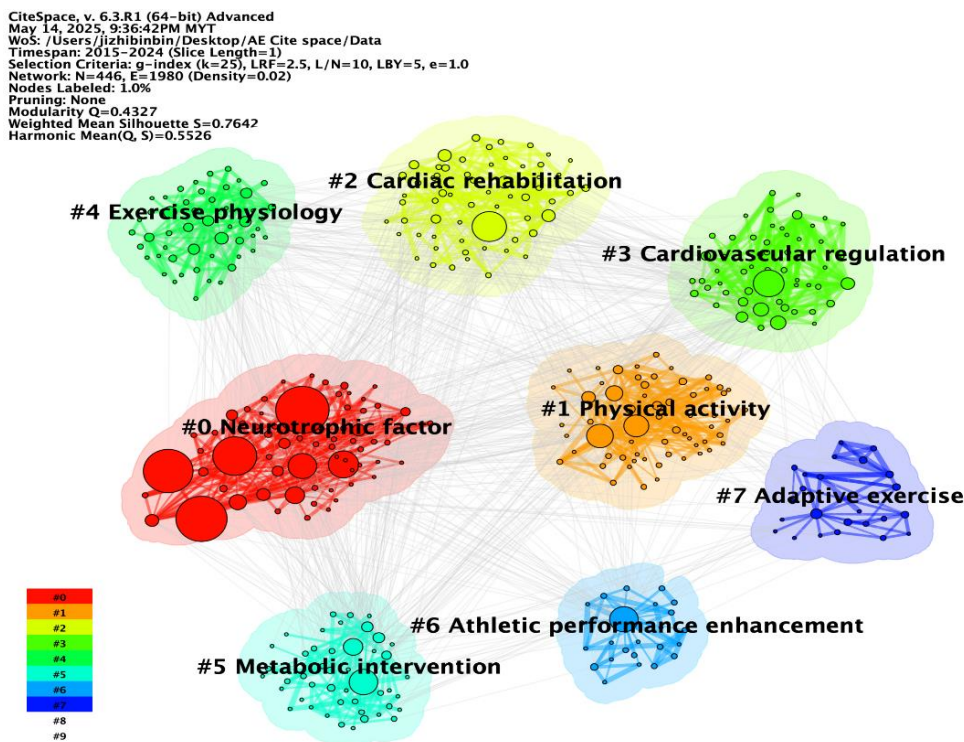 CiteSpace, v. 6.3.R1 (64-bit) Advanced
May 14, 2025, 9:36:42PM MYT
WoS: /Users/jizhibinbin/Desktop/AE Cite space/Data
Timespan: 2015-2024 (Slice Length=1)
Selection Criteria: g-index (k=25), LRF=2.5, L/N=10, LBY=5, e=1.0
Network: N=446, E=1980 (Density=0.02)
Nodes Labeled: 1.0%
Pruning: None
Modularity Q=0.4327
Weighted Mean Silhouette S=0.7642
Harmonic Mean(Q, S)=0.5526
#2 Cardiac rehabilitation
#4 Exercise physiology
#3 Cardiovascular regulation
#1 Physical activity
#0 Neurotrophic factor
#7 Adaptive exercise
#6 Athletic performance enhancement
#5 Metabolic intervention
#0
#1
#2
#3
#4
#5
#6
#7
#8
#9